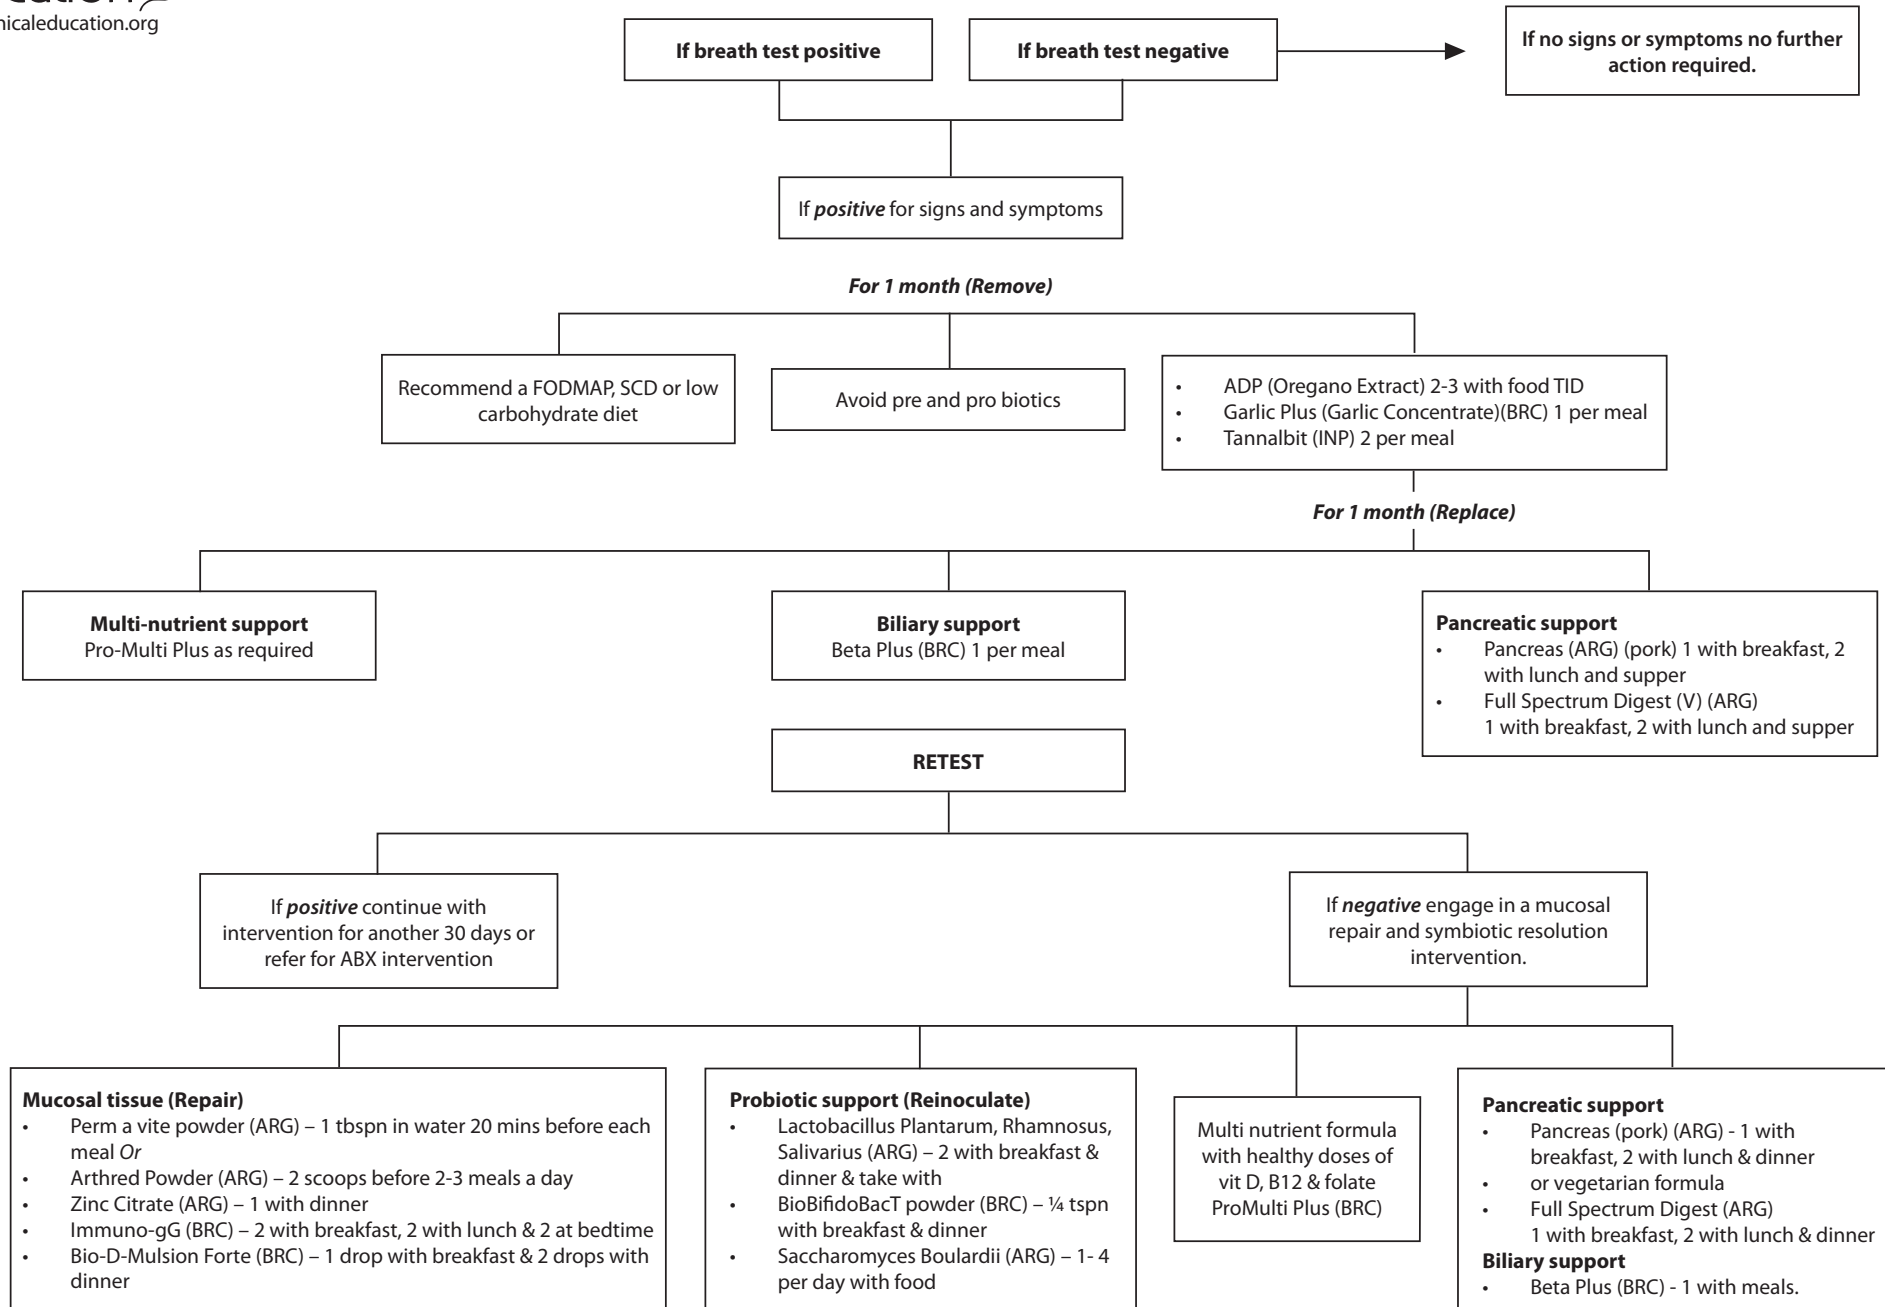 nicaleducation.org
If breath test positive
If breath test negative
If no signs or symptoms no further
action required.
If positive for signs and symptoms
For 1 month (Remove)
Recommend a FODMAP, SCD or low
carbohydrate diet
Avoid pre and pro biotics
• ADP (Oregano Extract) 2-3 with food TID
• Garlic Plus (Garlic Concentrate)(BRC) 1 per meal
• Tannalbit (INP) 2 per meal
For 1 month (Replace)
Multi-nutrient support
Pro-Multi Plus as required
Biliary support
Beta Plus (BRC) 1 per meal
Pancreatic support
• Pancreas (ARG) (pork) 1 with breakfast, 2
with lunch and supper
• Full Spectrum Digest (V) (ARG)
1 with breakfast, 2 with lunch and supper
RETEST
If positive continue with
intervention for another 30 days or
refer for ABX intervention
If negative engage in a mucosal
repair and symbiotic resolution
intervention.
Mucosal tissue (Repair)
• Perm a vite powder (ARG) – 1 tbspn in water 20 mins before each
meal Or
• Arthred Powder (ARG) – 2 scoops before 2-3 meals a day
• Zinc Citrate (ARG) – 1 with dinner
• Immuno-gG (BRC) – 2 with breakfast, 2 with lunch & 2 at bedtime
• Bio-D-Mulsion Forte (BRC) – 1 drop with breakfast & 2 drops with
dinner
Probiotic support (Reinoculate)
• Lactobacillus Plantarum, Rhamnosus,
Salivarius (ARG) – 2 with breakfast &
dinner & take with
• BioBifidoBacT powder (BRC) – ¼ tspn
with breakfast & dinner
• Saccharomyces Boulardii (ARG) – 1- 4
per day with food
Multi nutrient formula
with healthy doses of
vit D, B12 & folate
ProMulti Plus (BRC)
Pancreatic support
• Pancreas (pork) (ARG) - 1 with
breakfast, 2 with lunch & dinner
• or vegetarian formula
• Full Spectrum Digest (ARG)
1 with breakfast, 2 with lunch & dinner
Biliary support
• Beta Plus (BRC) - 1 with meals.